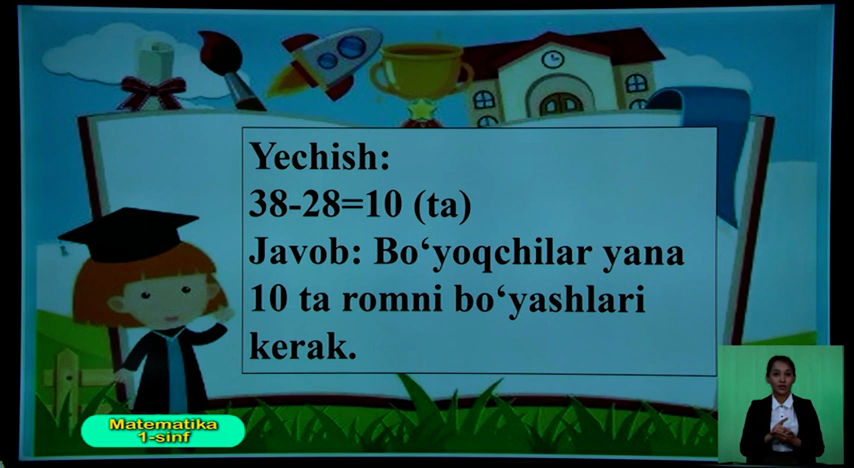 Yechish:
38-28=10 (ta)
Javob: Bo‘yoqchilar yana
10 ta romni bo‘yashlari
kerak.
Matematika
1-sinf